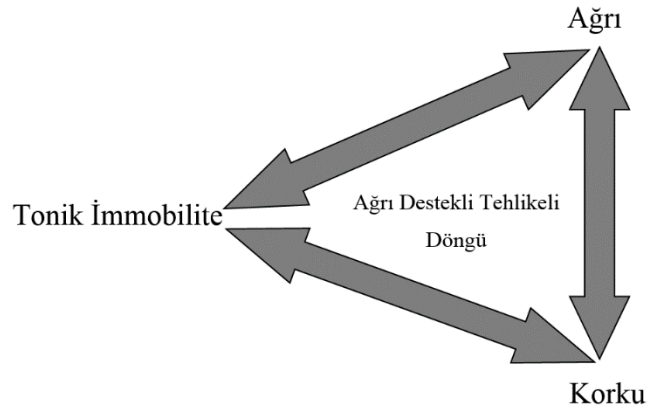 Ağrı
Tonik İmmobilite
Ağrı Destekli Tehlikeli
Döngü
Korku